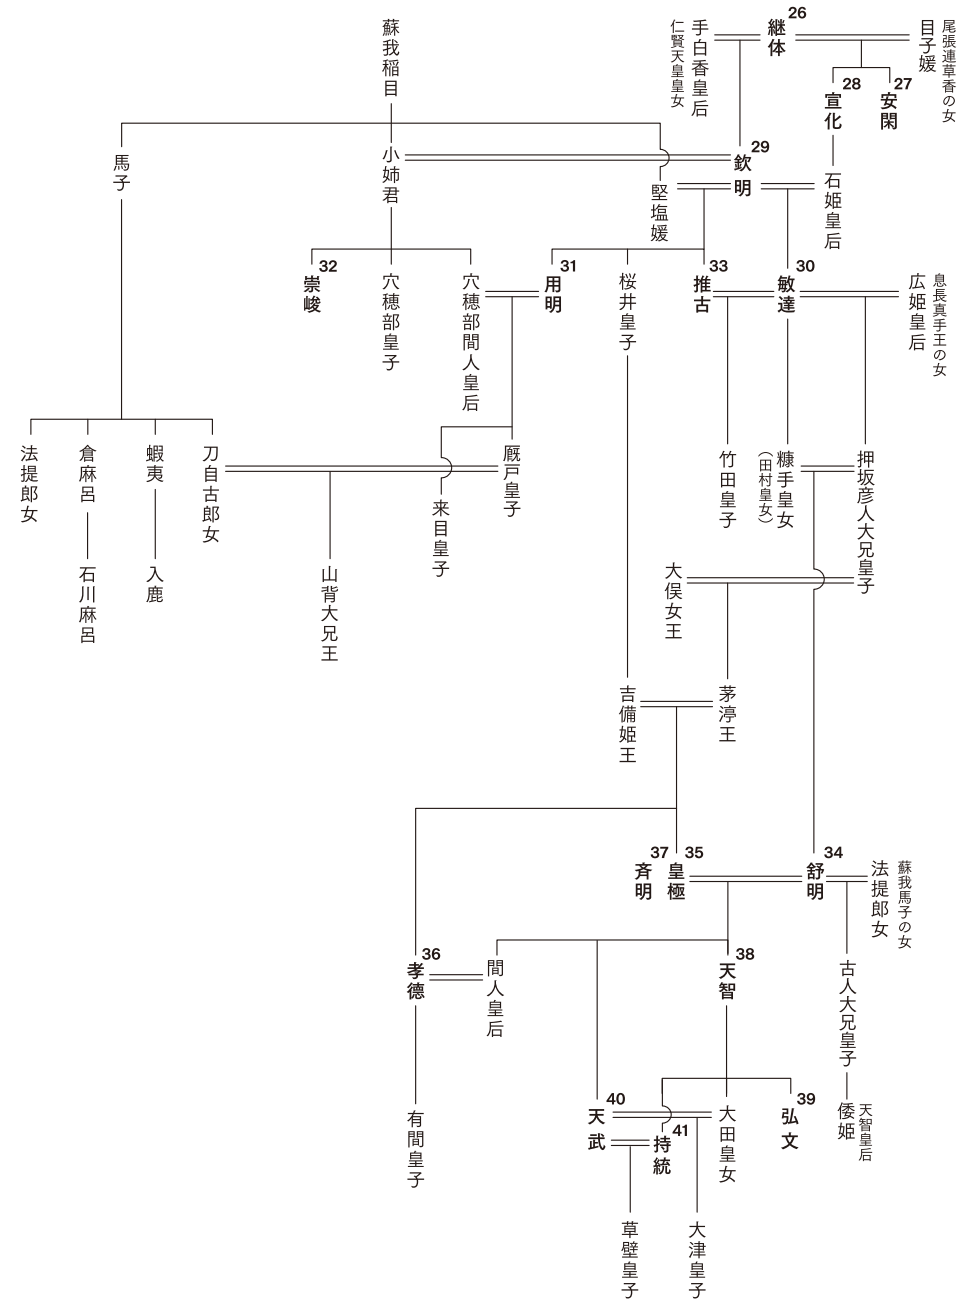 26
継体
手白香皇后
仁賢天皇皇女
目子媛
尾張連草香の女
蘇我稲目
28
宣化
27
安閑
29
欽明
馬子
小姉君
堅塩媛
石姫皇后
32
崇峻
穴穂部皇子
穴穂部間人皇后
31
用明
桜井皇子
33
推古
30
敏達
広姫皇后
息長真手王の女
法提郎女
倉麻呂
蝦夷
刀自古郎女
厩戸皇子
来目皇子
竹田皇子
糠手皇女
（田村皇女）
押坂彦人大兄皇子
石川麻呂
入鹿
山背大兄王
大俣女王
吉備姫王
茅渟王
37
斉明
35
皇極
34
舒明
法提郎女
蘇我馬子の女
36
孝徳
間人皇后
38
天智
古人大兄皇子
有間皇子
40
天武
41
持統
大田皇女
39
弘文
倭姫
天智皇后
草壁皇子
大津皇子